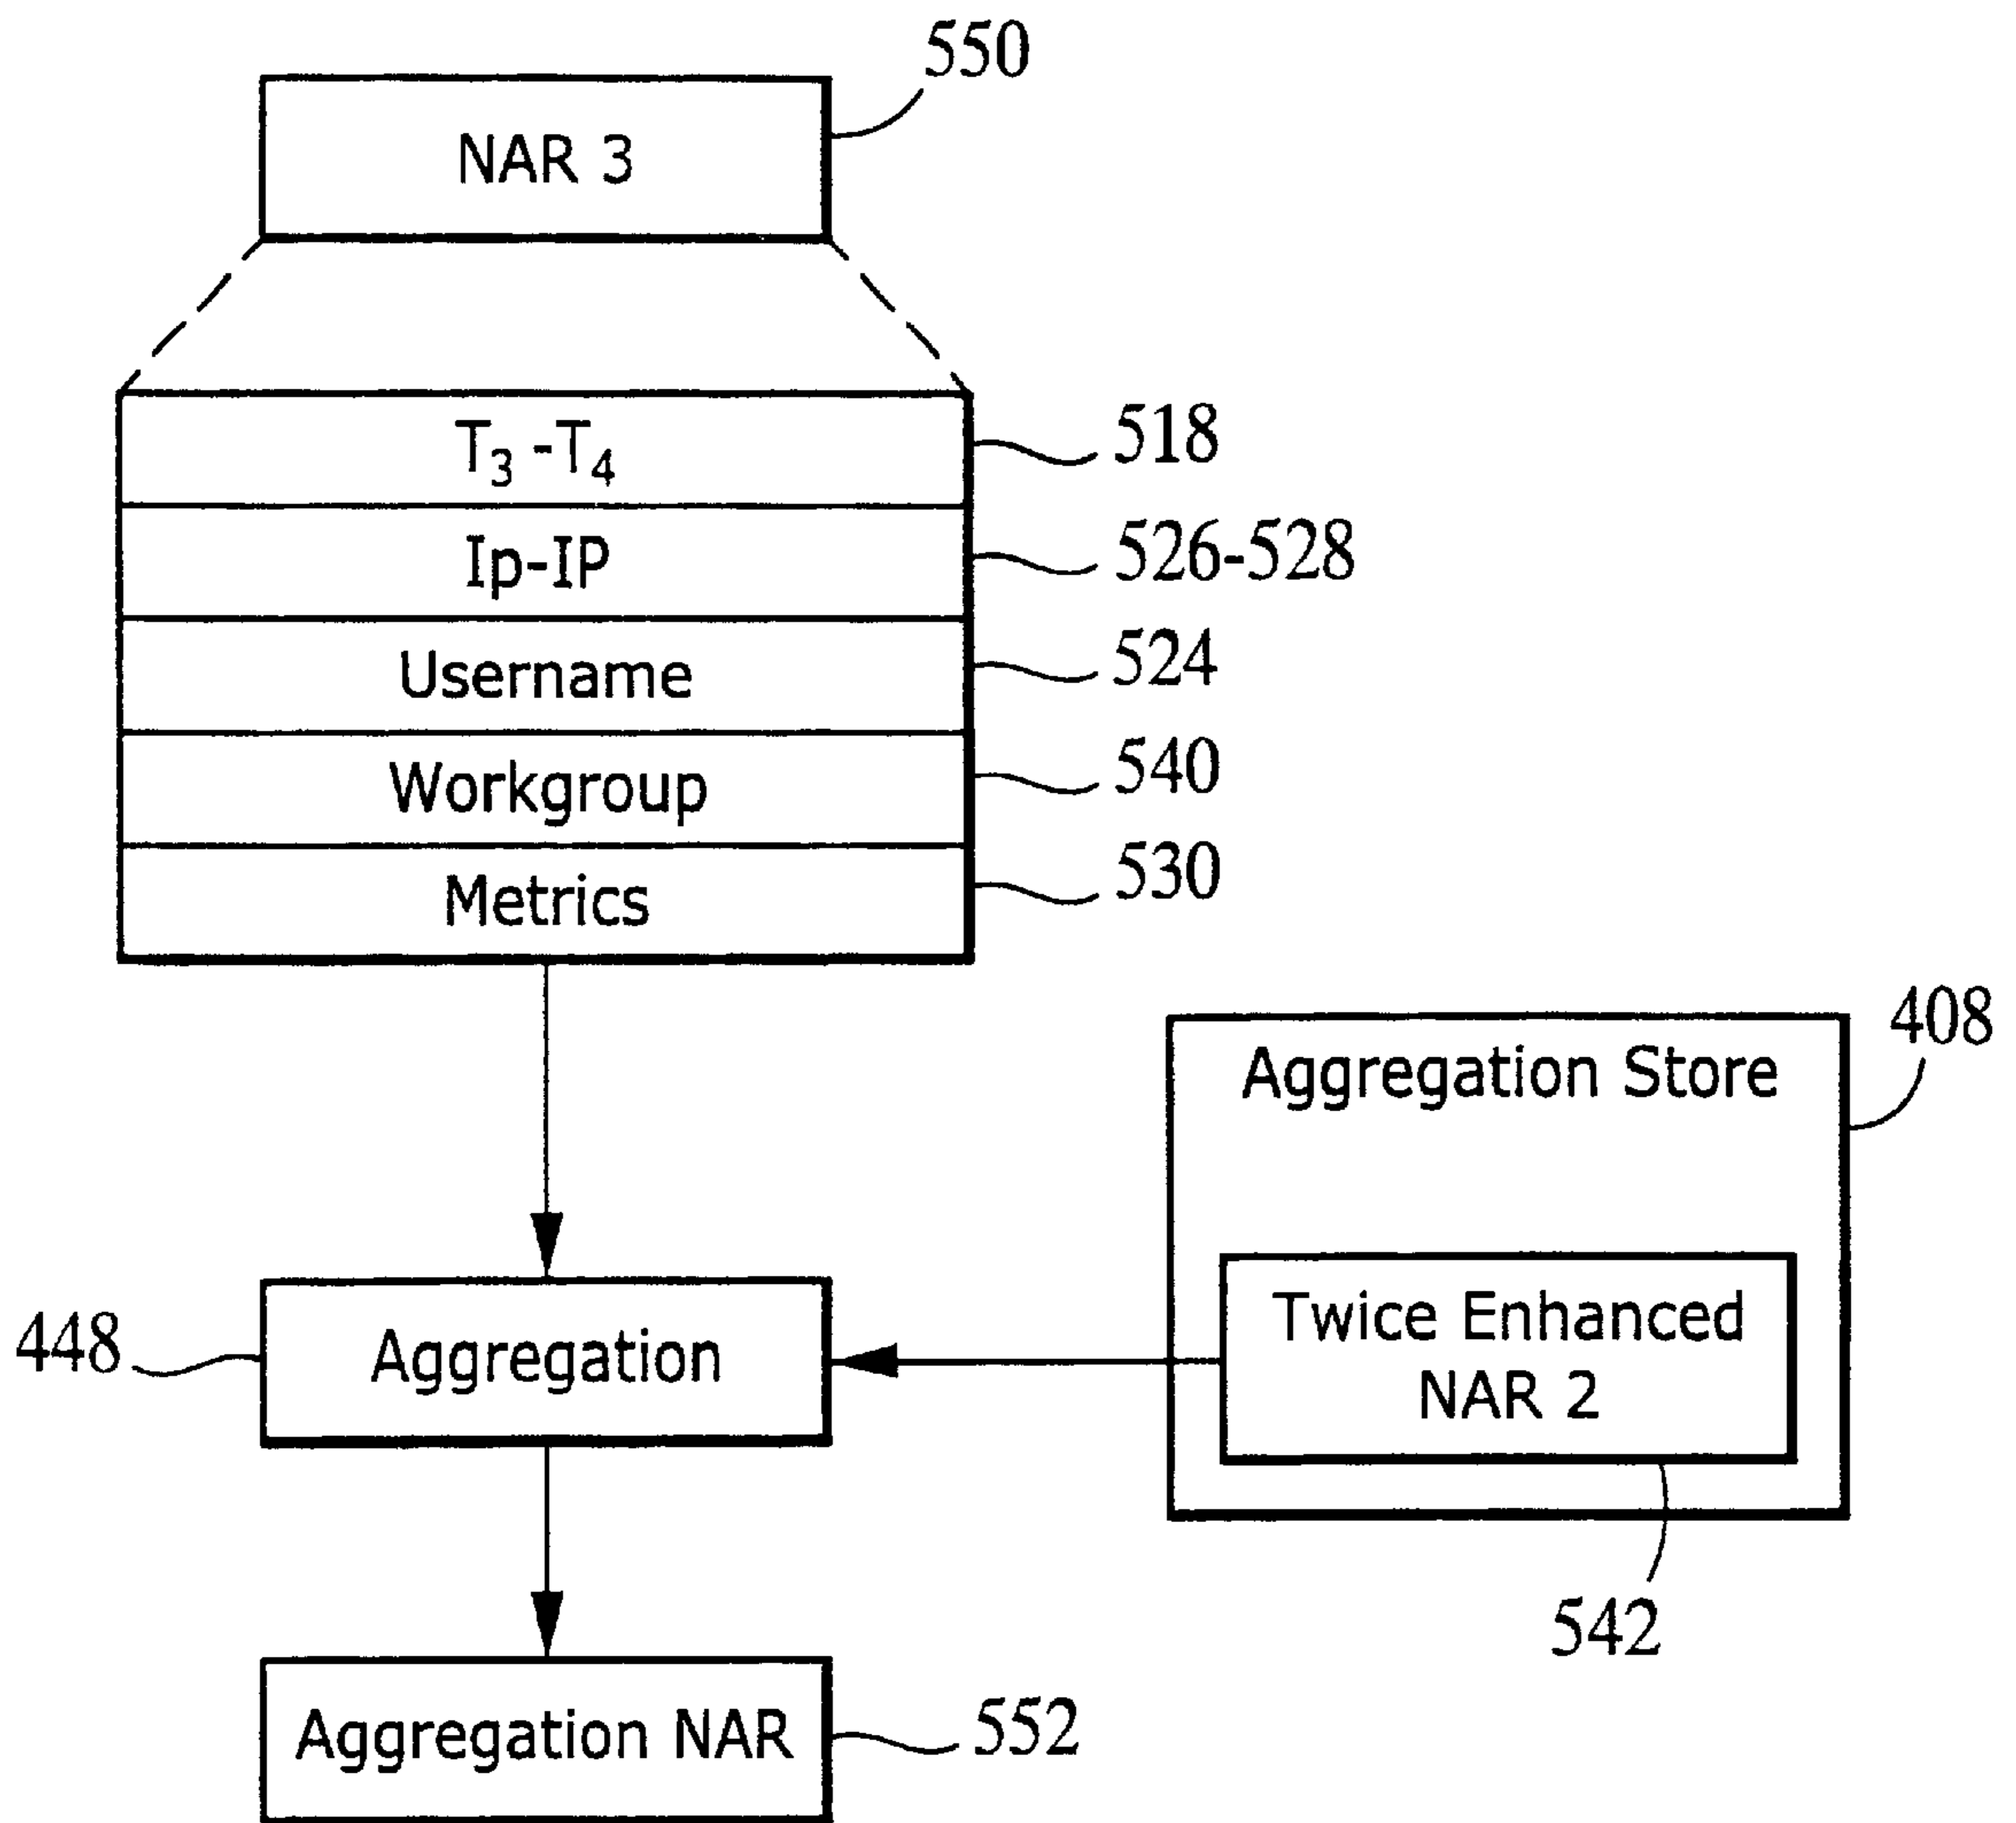 550
NAR 3
T₃ -T₄
518
Ip-IP
526-528
Username
524
Workgroup
540
Metrics
530
408
Aggregation Store
Twice Enhanced
NAR 2
448
Aggregation
542
Aggregation NAR
552